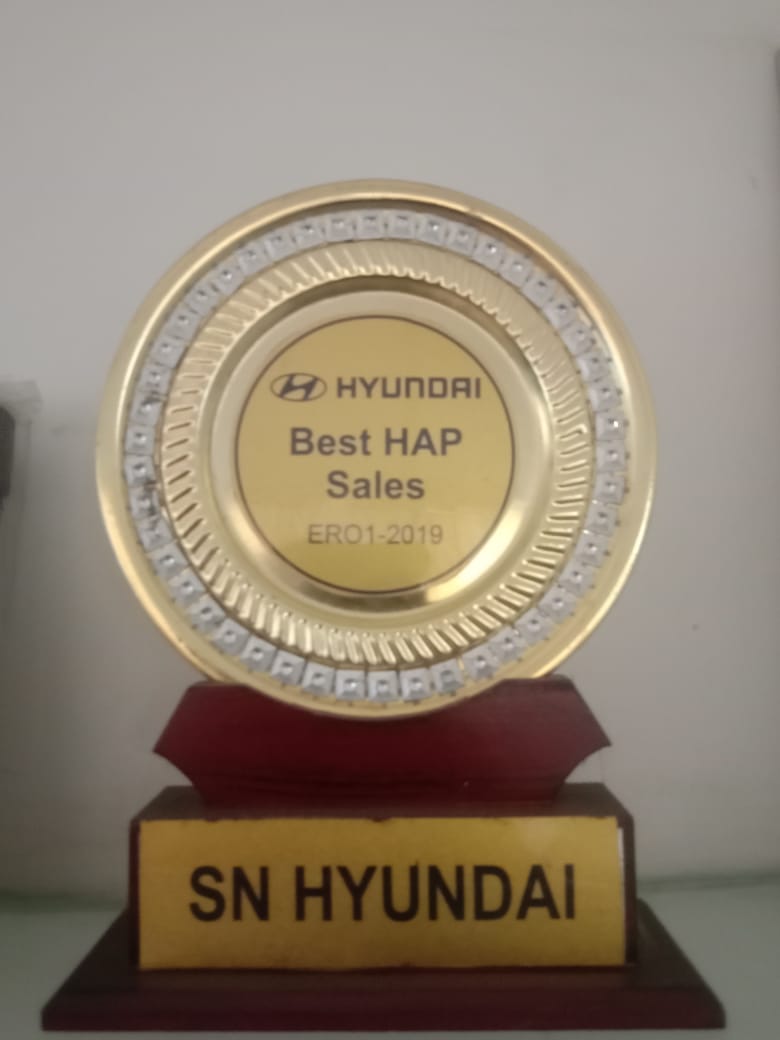 HYUNDAI
Best HAP
Sales
ERO1-2019
SN HYUNDAI